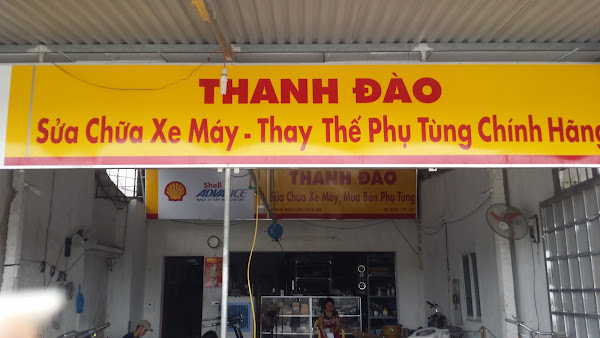 THANH ĐÀO
Sửa Chữa Xe Máy - Thay Thế Phụ Tùng Chính Hãng
Shell
ADVANCE
THANH ĐÀO
Sửa Chữa Xe Máy, Mua Bán Phụ Tùng